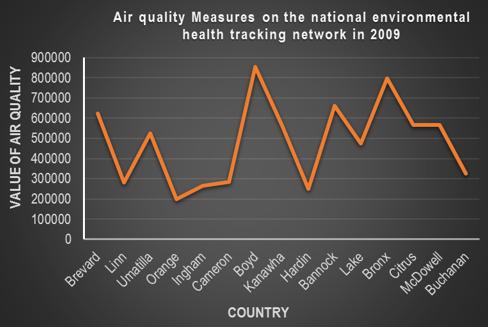 Air quality Measures on the national environmental
health tracking network in 2009
VALUE OF AIR QUALITY
900000
800000
700000
600000
500000
400000
300000
200000
100000
0
Brevard
Linn
Umatilla
Orange
Ingham
Cameron
Boyd
Kanawha
Hardin
Bannock
Lake
Bronx
Citrus
McDowell
Buchanan
COUNTRY